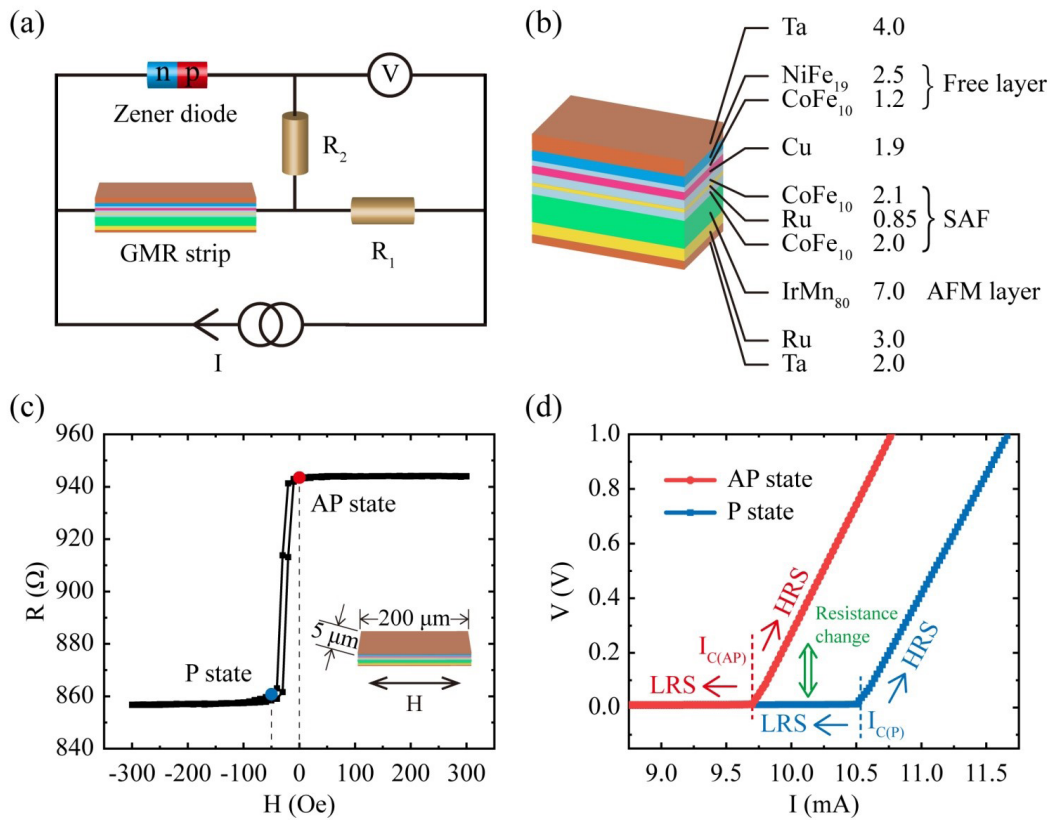 (a)
n p
Zener diode
V
R₂
GMR strip
R₁
I
(b)
Ta 4.0
NiFe₁₉ 2.5
CoFe₁₀ 1.2
Free layer
Cu 1.9
CoFe₁₀ 2.1
Ru 0.85
CoFe₁₀ 2.0
SAF
IrMn₈₀ 7.0 AFM layer
Ru 3.0
Ta 2.0
(c)
R (Ω)
960
940
920
900
880
860
840
AP state
P state
200 μm
5 μm
H
-300 -200 -100 0 100 200 300
H (Oe)
(d)
V (V)
1.0
0.8
0.6
0.4
0.2
0.0
AP state
P state
HRS
Resistance
change
HRS
I_C(AP)
LRS
LRS
I_C(P)
9.0 9.5 10.0 10.5 11.0 11.5
I (mA)